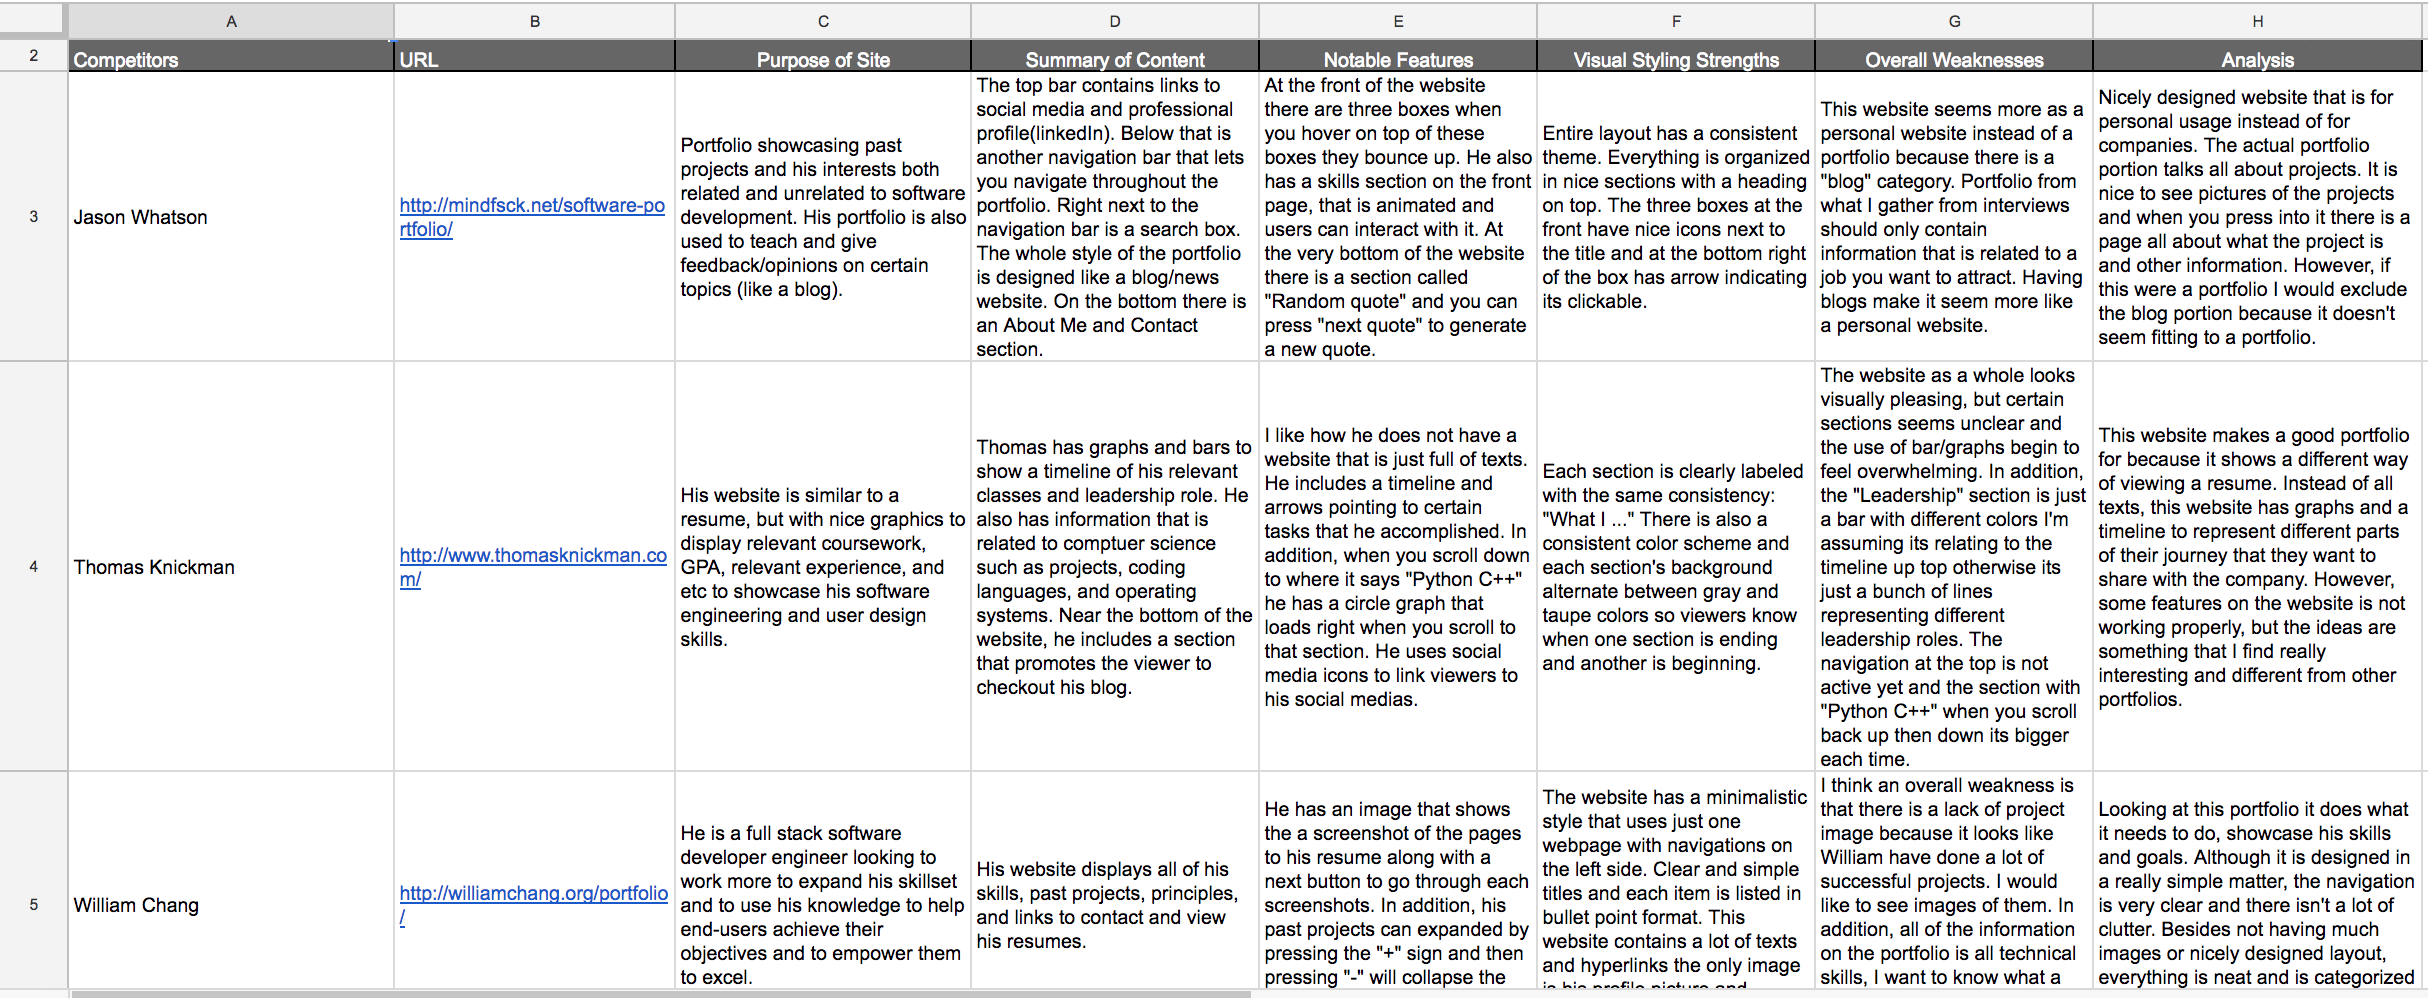 A B C D E F G H
2 Competitors URL Purpose of Site Summary of Content Notable Features Visual Styling Strengths Overall Weaknesses Analysis
3
Jason Whatson
http://mindfsck.net/software-po
rtfolio/
Portfolio showcasing past
projects and his interests both
related and unrelated to software
development. His portfolio is also
used to teach and give
feedback/opinions on certain
topics (like a blog).
The top bar contains links to
social media and professional
profile(linkedIn). Below that is
another navigation bar that lets
you navigate throughout the
portfolio. Right next to the
navigation bar is a search box.
The whole style of the portfolio
is designed like a blog/news
website. On the bottom there is
an About Me and Contact
section.
At the front of the website
there are three boxes when
you hover on top of these
boxes they bounce up. He also
has a skills section on the front
page, that is animated and
users can interact with it. At
the very bottom of the website
there is a section called
"Random quote" and you can
press "next quote" to generate
a new quote.
Entire layout has a consistent
theme. Everything is organized
in nice sections with a heading
on top. The three boxes at the
front have nice icons next to
the title and at the bottom right
of the box has arrow indicating
its clickable.
This website seems more as a
personal website instead of a
portfolio because there is a
"blog" category. Portfolio from
what I gather from interviews
should only contain
information that is related to a
job you want to attract. Having
blogs make it seem more like
a personal website.
Nicely designed website that is for
personal usage instead of for
companies. The actual portfolio
portion talks all about projects. It is
nice to see pictures of the projects
and when you press into it there is a
page all about what the project is
and other information. However, if
this were a portfolio I would exclude
the blog portion because it doesn't
seem fitting to a portfolio.
4
Thomas Knickman
http://www.thomasknickman.co
m/
His website is similar to a
resume, but with nice graphics to
display relevant coursework,
GPA, relevant experience, and
etc to showcase his software
engineering and user design
skills.
Thomas has graphs and bars to
show a timeline of his relevant
classes and leadership role. He
also has information that is
related to comptuer science
such as projects, coding
languages, and operating
systems. Near the bottom of the
website, he includes a section
that promotes the viewer to
checkout his blog.
I like how he does not have a
website that is just full of texts.
He includes a timeline and
arrows pointing to certain
tasks that he accomplished. In
addition, when you scroll down
to where it says "Python C++"
he has a circle graph that
loads right when you scroll to
that section. He uses social
media icons to link viewers to
his social medias.
Each section is clearly labeled
with the same consistency:
"What I ..." There is also a
consistent color scheme and
each section's background
alternate between gray and
taupe colors so viewers know
when one section is ending
and another is beginning.
The website as a whole looks
visually pleasing, but certain
sections seems unclear and
the use of bar/graphs begin to
feel overwhelming. In addition,
the "Leadership" section is just
a bar with different colors I'm
assuming its relating to the
timeline up top otherwise its
just a bunch of lines
representing different
leadership roles. The
navigation at the top is not
active yet and the section with
"Python C++" when you scroll
back up then down its bigger
each time.
This website makes a good portfolio
for because it shows a different way
of viewing a resume. Instead of all
texts, this website has graphs and a
timeline to represent different parts
of their journey that they want to
share with the company. However,
some features on the website is not
working properly, but the ideas are
something that I find really
interesting and different from other
portfolios.
5
William Chang
http://williamchang.org/portfolio
/
He is a full stack software
developer engineer looking to
work more to expand his skillset
and to use his knowledge to help
end-users achieve their
objectives and to empower them
to excel.
His website displays all of his
skills, past projects, principles,
and links to contact and view
his resumes.
He has an image that shows
the a screenshot of the pages
to his resume along with a
next button to go through each
screenshots. In addition, his
past projects can expanded by
pressing the "+" sign and then
pressing "-" will collapse the
The website has a minimalistic
style that uses just one
webpage with navigations on
the left side. Clear and simple
titles and each item is listed in
bullet point format. This
website contains a lot of texts
and hyperlinks the only image
is his profile picture and
I think an overall weakness is
that there is a lack of project
image because it looks like
William have done a lot of
successful projects. I would
like to see images of them. In
addition, all of the information
on the portfolio is all technical
skills, I want to know what a
Looking at this portfolio it does what
it needs to do, showcase his skills
and goals. Although it is designed in
a really simple matter, the navigation
is very clear and there isn't a lot of
clutter. Besides not having much
images or nicely designed layout,
everything is neat and is categorized